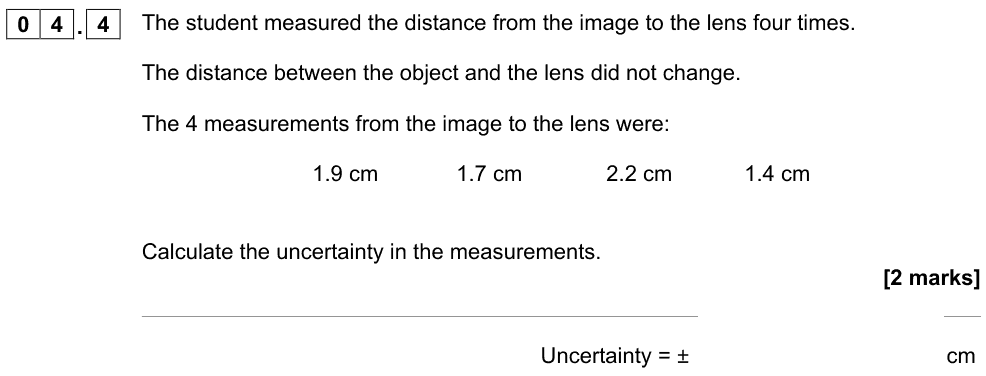 0 4 . 4 The student measured the distance from the image to the lens four times.
The distance between the object and the lens did not change.
The 4 measurements from the image to the lens were:
1.9 cm 1.7 cm 2.2 cm 1.4 cm
Calculate the uncertainty in the measurements.
[2 marks]
Uncertainty = ± cm